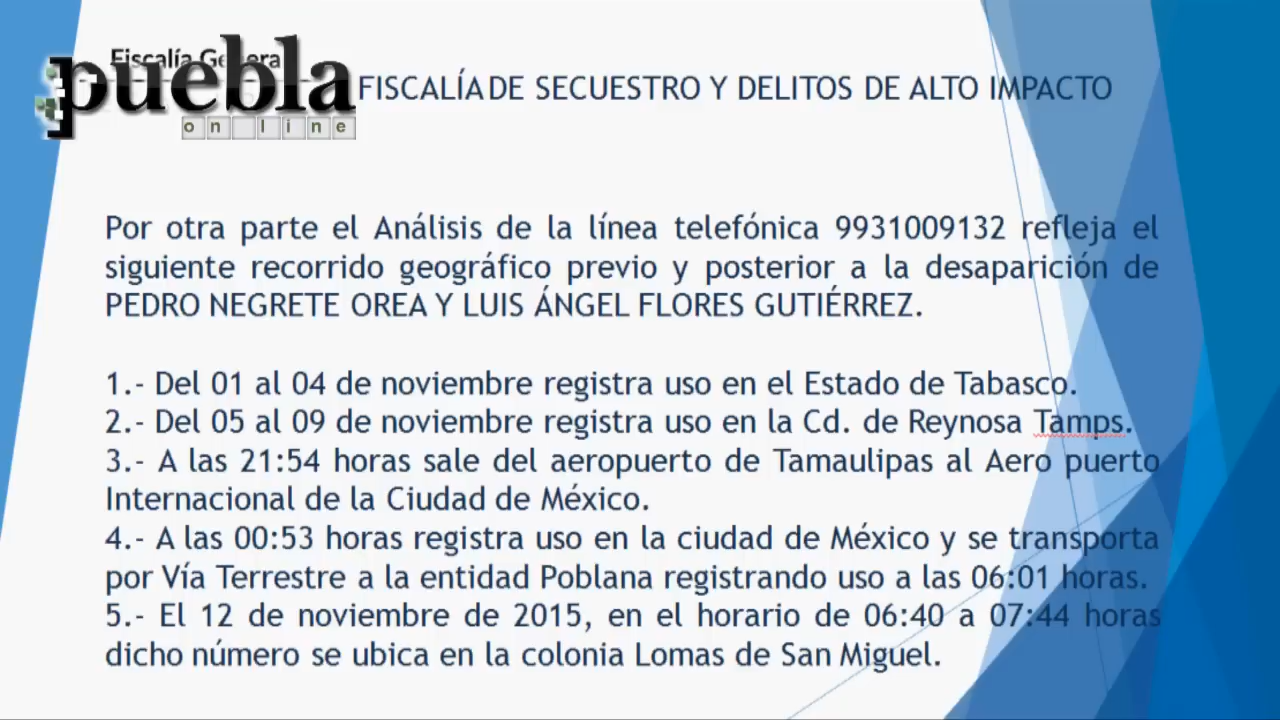 Fiscalía General
puebla
on line
FISCALÍA DE SECUESTRO Y DELITOS DE ALTO IMPACTO
Por otra parte el Análisis de la línea telefónica 9931009132 refleja el
siguiente recorrido geográfico previo y posterior a la desaparición de
PEDRO NEGRETE OREA Y LUIS ÁNGEL FLORES GUTIÉRREZ.
1.- Del 01 al 04 de noviembre registra uso en el Estado de Tabasco.
2.- Del 05 al 09 de noviembre registra uso en la Cd. de Reynosa Tamps.
3.- A las 21:54 horas sale del aeropuerto de Tamaulipas al Aero puerto
Internacional de la Ciudad de México.
4.- A las 00:53 horas registra uso en la ciudad de México y se transporta
por Vía Terrestre a la entidad Poblana registrando uso a las 06:01 horas.
5.- El 12 de noviembre de 2015, en el horario de 06:40 a 07:44 horas
dicho número se ubica en la colonia Lomas de San Miguel.